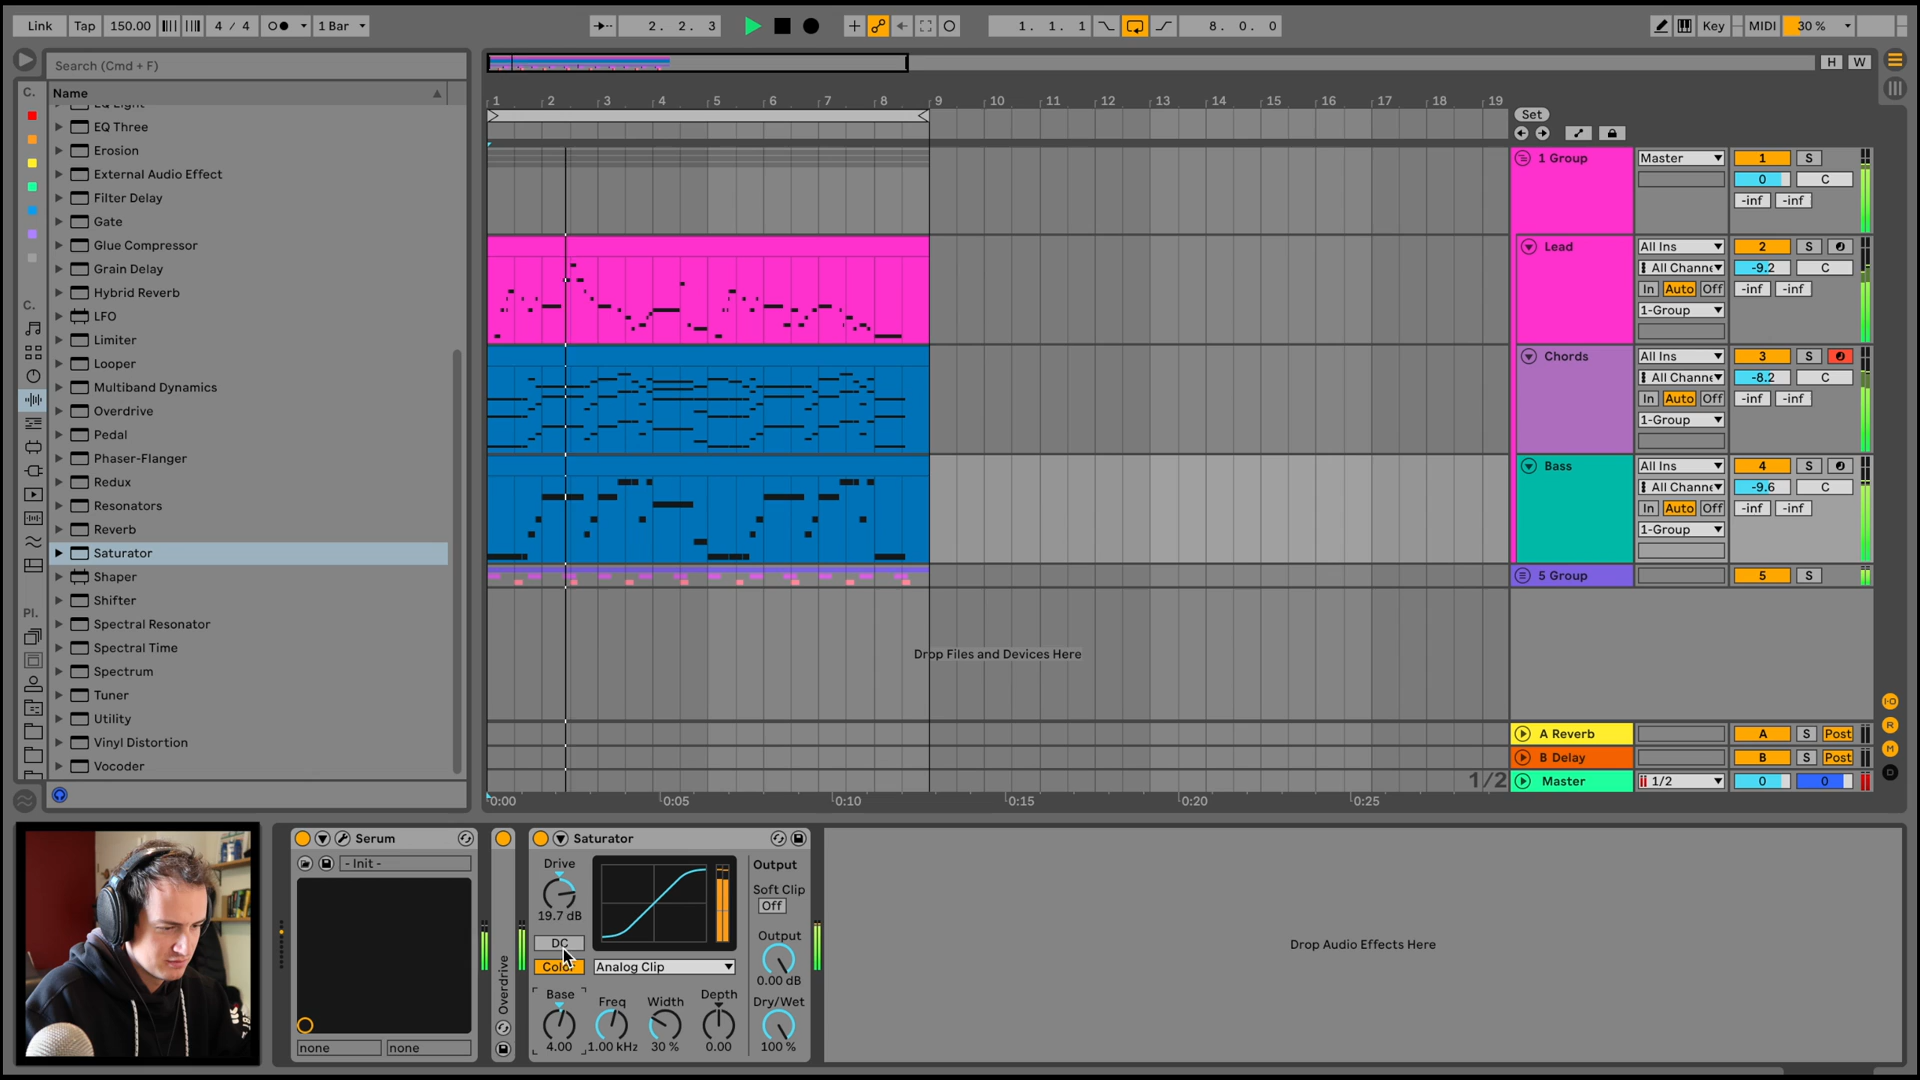 Link Tap 150.00 4 / 4 1 Bar 2. 2. 3 1. 1. 1 8. 0. 0 Key MIDI 30 %
Search (Cmd + F)
H W
C.
Name
EQ Light
EQ Three
Erosion
External Audio Effect
Filter Delay
Gate
Glue Compressor
Grain Delay
Hybrid Reverb
LFO
Limiter
Looper
Multiband Dynamics
Overdrive
Pedal
Phaser-Flanger
Redux
Resonators
Reverb
Saturator
Shaper
Shifter
Spectral Resonator
Spectral Time
Spectrum
Tuner
Utility
Vinyl Distortion
Vocoder
C.
Pl.
1 2 3 4 5 6 7 8 9 10 11 12 13 14 15 16 17 18 19
Set
1 Group Master 1 S
0 C
-inf -inf
Lead All Ins 2 S
All Channe -9.2 C
In Auto Off -inf -inf
1-Group
Chords All Ins 3 S
All Channe -8.2 C
In Auto Off -inf -inf
1-Group
Bass All Ins 4 S
All Channe -9.6 C
In Auto Off -inf -inf
1-Group
5 Group 5 S
Drop Files and Devices Here
A Reverb A S Post
B Delay B S Post
1/2 Master 1/2 0 0
I·O
R
M
D
0:00 0:05 0:10 0:15 0:20 0:25
Serum
- Init -
none none
Overdrive
Saturator
Drive
19.7 dB
DC
Color
Analog Clip
Base Freq Width Depth
4.00 1.00 kHz 30 % 0.00
Output
Soft Clip
Off
Output
0.00 dB
Dry/Wet
100 %
Drop Audio Effects Here